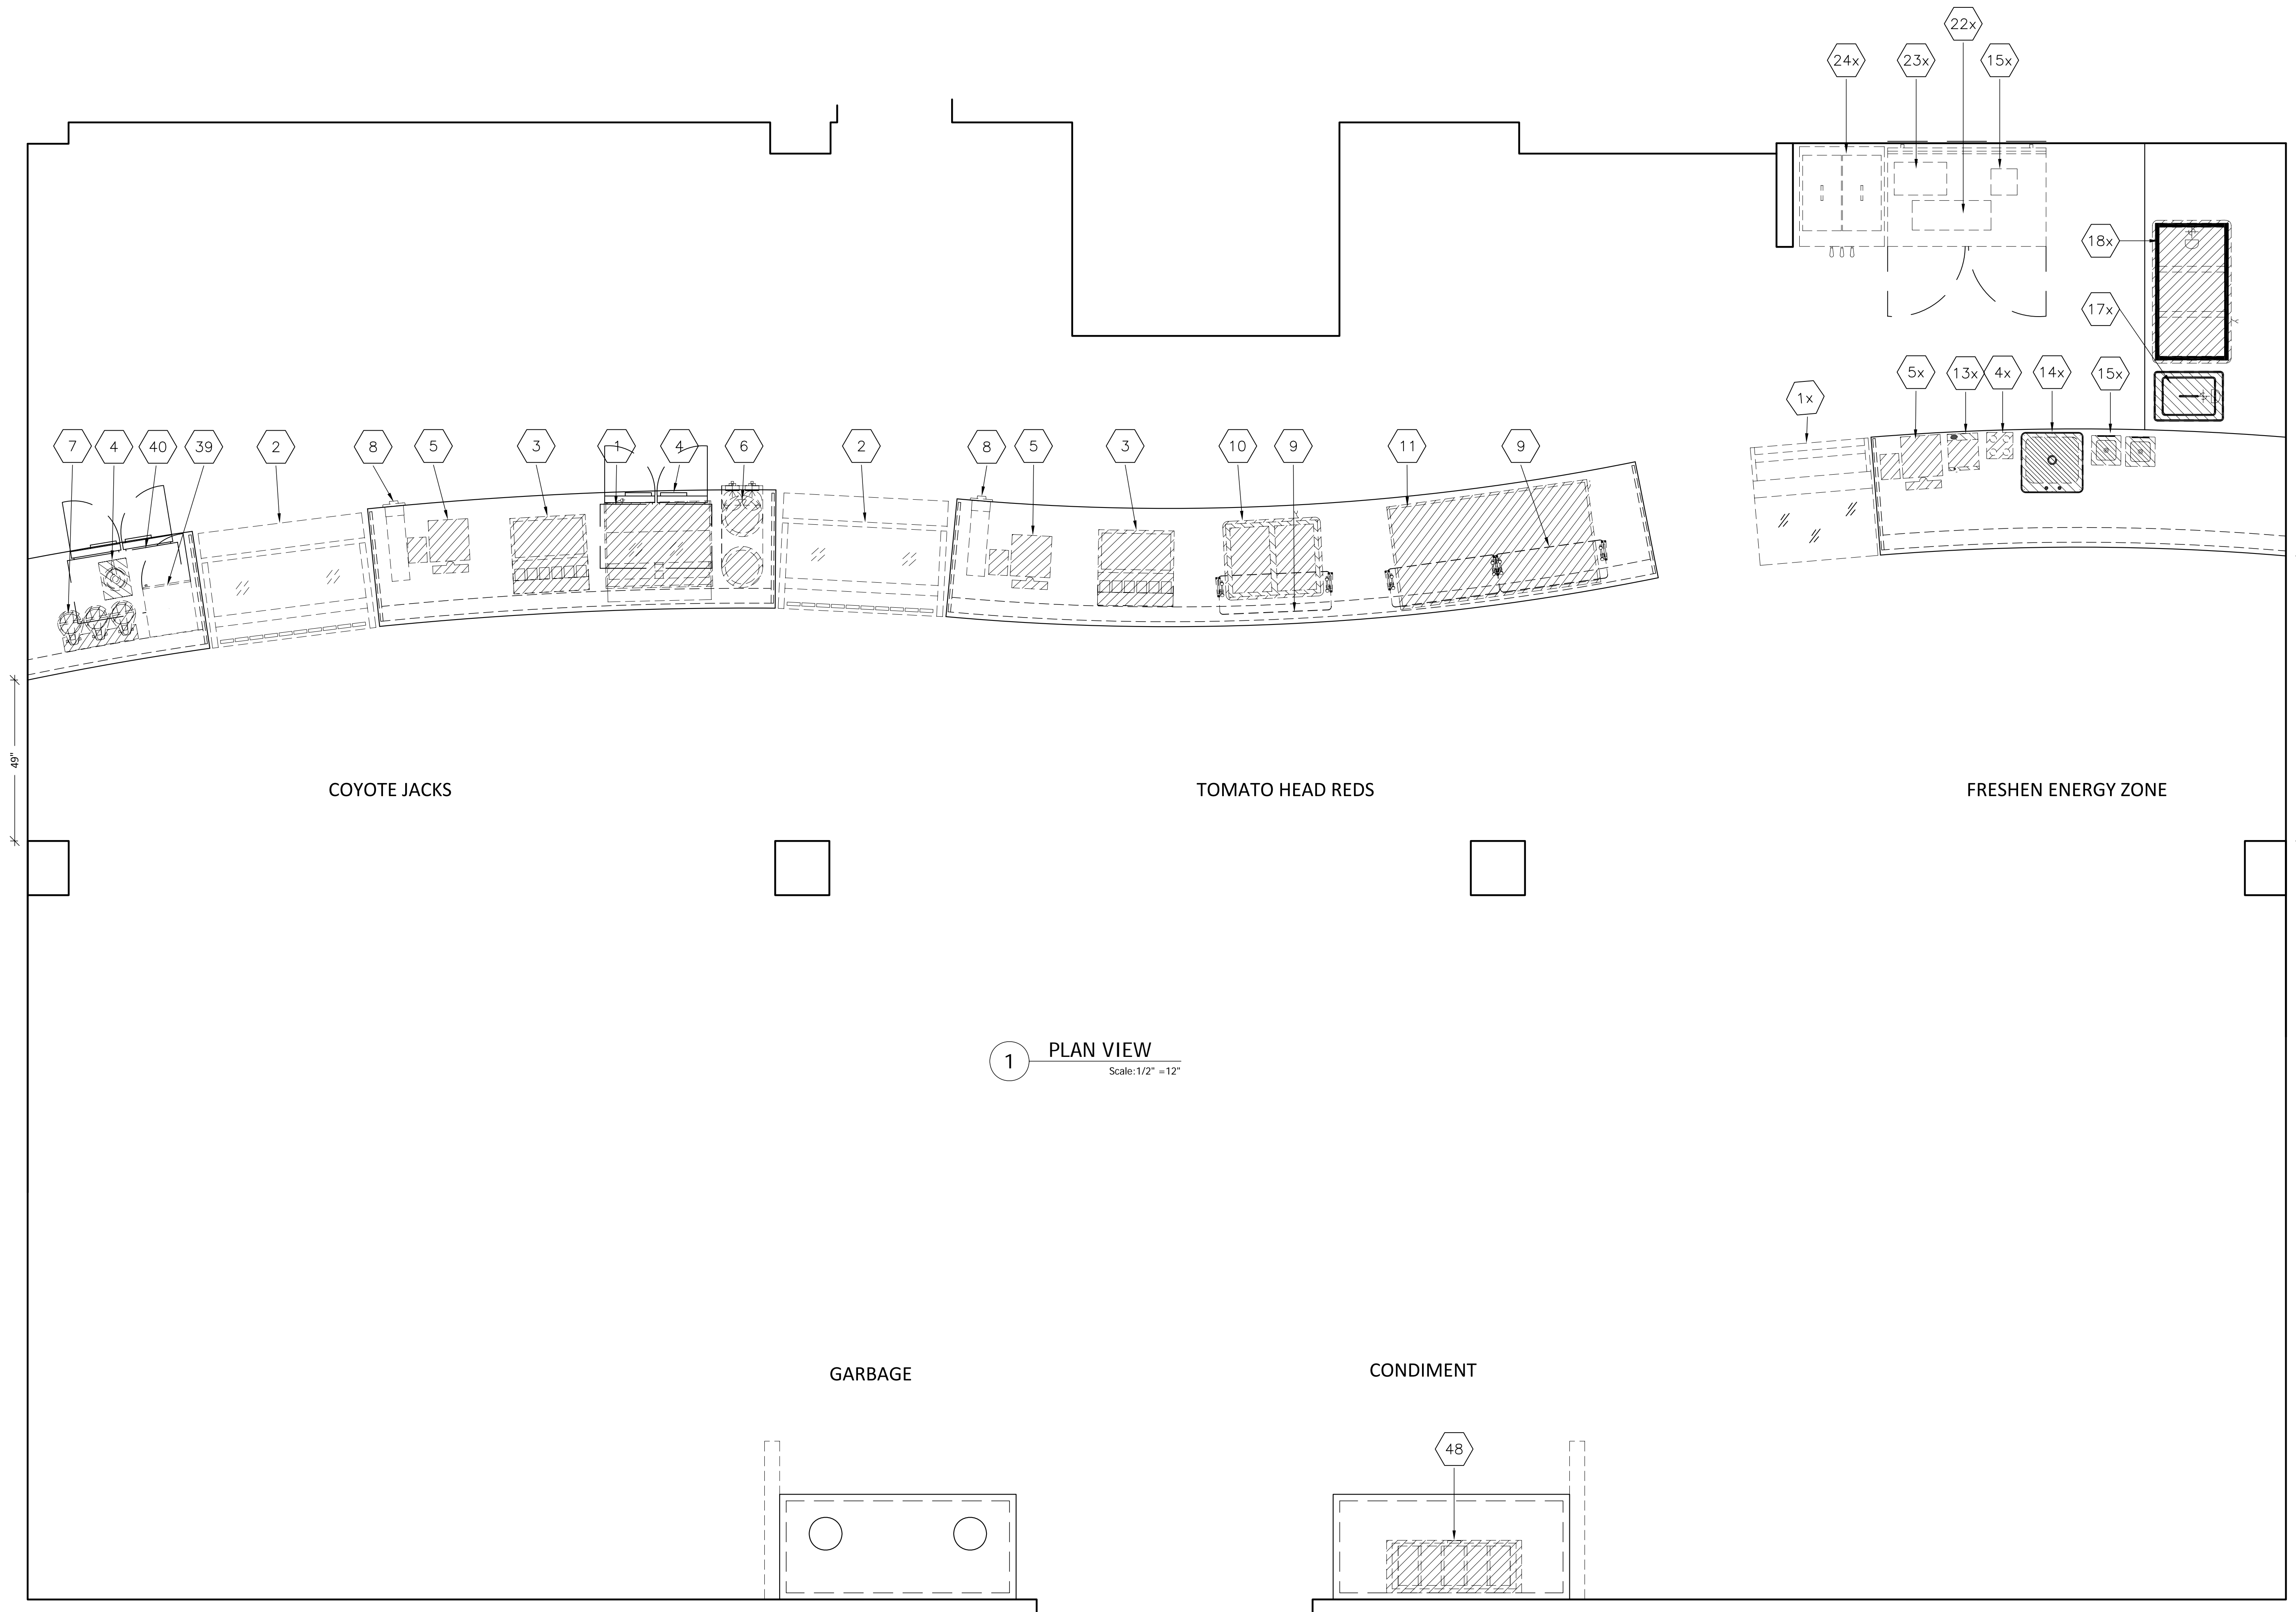 22x
24x
23x
15x
18x
17x
5x
13x
4x
14x
15x
1x
7
4
40
39
2
8
5
3
1
4
6
2
8
5
3
10
9
11
9
49"
COYOTE JACKS
TOMATO HEAD REDS
FRESHEN ENERGY ZONE
1
PLAN VIEW
Scale:1/2" =12"
GARBAGE
CONDIMENT
48